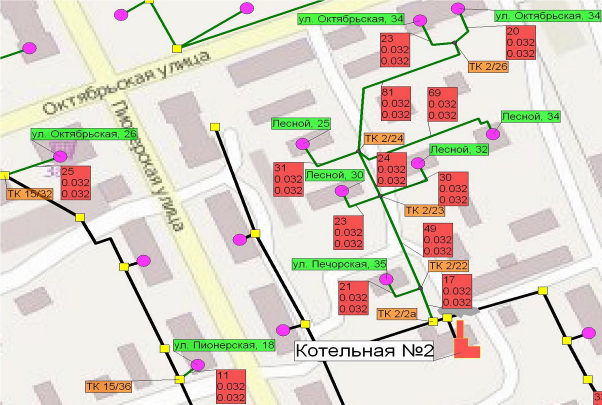 ул. Октябрьская, 34
ул. Октябрьская, 34
23
0.032
0.032
20
0.032
0.032
ТК 2/26
Октябрьская улица
81
0.032
0.032
69
0.032
0.032
Пионерская улица
Лесной, 25
Лесной, 34
ул. Октябрьская, 26
ТК 2/24
Лесной, 32
24
0.032
0.032
25
0.032
0.032
31
0.032
0.032
Лесной, 30
30
0.032
0.032
ТК 15/32
ТК 2/23
23
0.032
0.032
49
0.032
0.032
ул. Печорская, 35
ТК 2/22
21
0.032
0.032
17
0.032
0.032
ТК 2/2а
ул. Пионерская, 18
Котельная №2
ТК 15/36
11
0.032
0.032